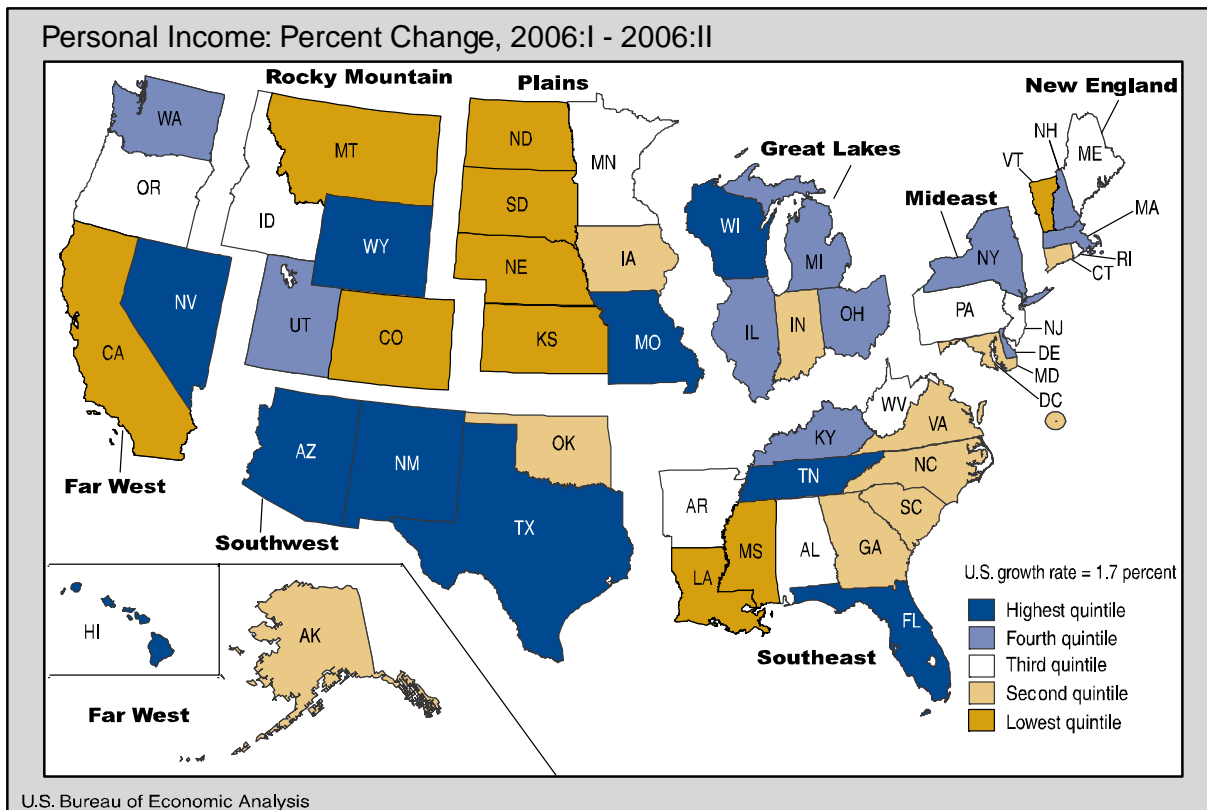 Personal Income: Percent Change, 2006:I - 2006:II
Rocky Mountain
Plains
New England
Great Lakes
Mideast
WA
OR
ID
MT
WY
NV
UT
CO
CA
ND
SD
NE
KS
MN
IA
MO
WI
MI
IL
IN
OH
VT
NH
ME
MA
RI
CT
NY
PA
NJ
DE
MD
DC
WV
VA
KY
NC
TN
SC
AR
MS
AL
GA
LA
FL
AZ
NM
OK
TX
Far West
Southwest
Southeast
HI
AK
Far West
U.S. growth rate = 1.7 percent
Highest quintile
Fourth quintile
Third quintile
Second quintile
Lowest quintile
U.S. Bureau of Economic Analysis